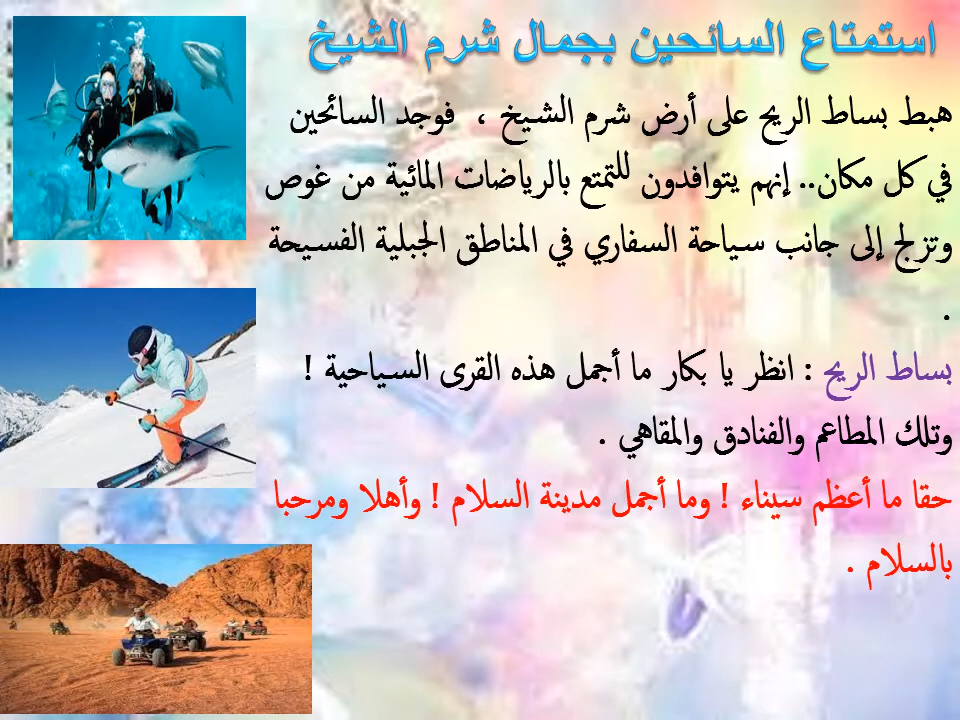 استمتاع السائحين بجمال شرم الشيخ
هبط بساط الريح على أرض شرم الشيخ ، فوجد السائحين
في كل مكان.. إنهم يتوافدون للتمتع بالرياضات المائية من غوص
وتزلج إلى جانب سياحة السفاري في المناطق الجبلية الفسيحة
.
بساط الريح : انظر يا بكار ما أجمل هذه القرى السياحية !
وتلك المطاعم والفنادق والمقاهي .
حقا ما أعظم سيناء ! وما أجمل مدينة السلام ! وأهلا ومرحبا
بالسلام .